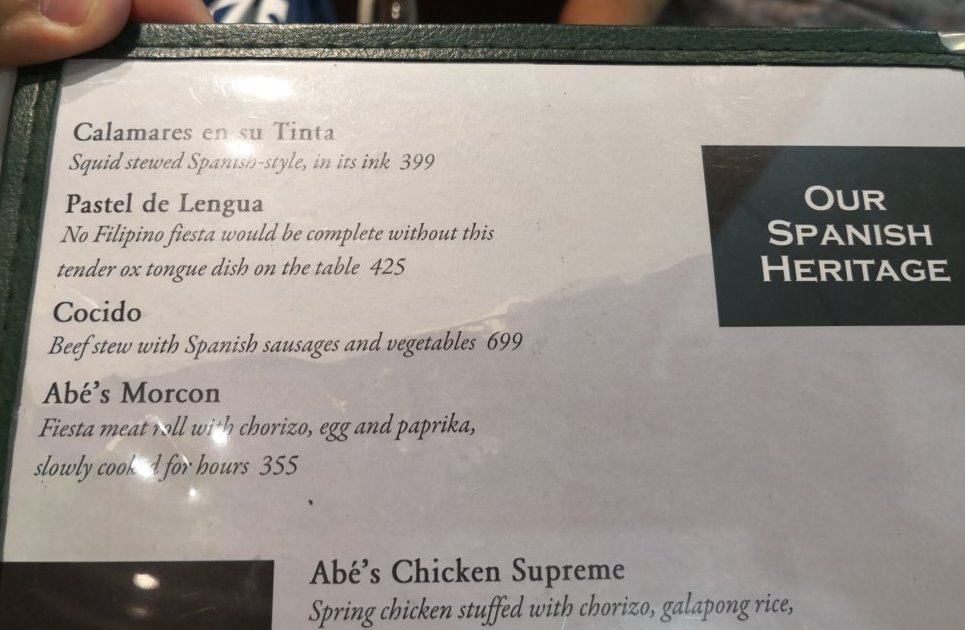 Calamares en su Tinta
Squid stewed Spanish-style, in its ink 399
Pastel de Lengua
No Filipino fiesta would be complete without this
tender ox tongue dish on the table 425
Cocido
Beef stew with Spanish sausages and vegetables 699
Abé's Morcon
Fiesta meat roll with chorizo, egg and paprika,
slowly cooked for hours 355
OUR
SPANISH
HERITAGE
Abé's Chicken Supreme
Spring chicken stuffed with chorizo, galapong rice,